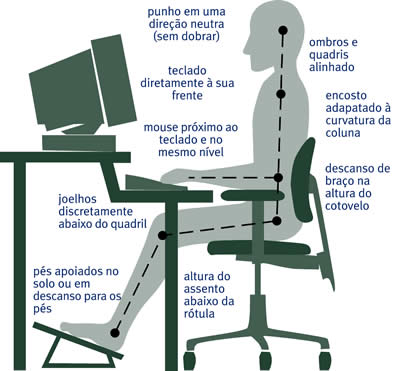 punho em uma
direção neutra
(sem dobrar)
ombros e
quadris
alinhado
teclado
diretamente à sua
frente
encosto
adapatado à
curvatura da
coluna
mouse próximo ao
teclado e no
mesmo nível
descanso de
braço na
altura do
cotovelo
joelhos
discretamente
abaixo do quadril
pés apoiados no
solo ou em
descanso para os
pés
altura do
assento
abaixo da
rótula